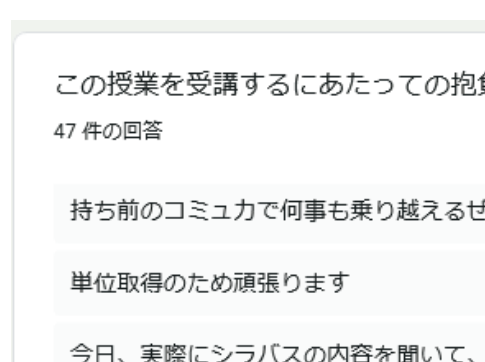 この授業を受講するにあたっての抱
47 件の回答
持ち前のコミュ力で何事も乗り越えるぜ
単位取得のため頑張ります
今日、実際にシラバスの内容を聞いて、